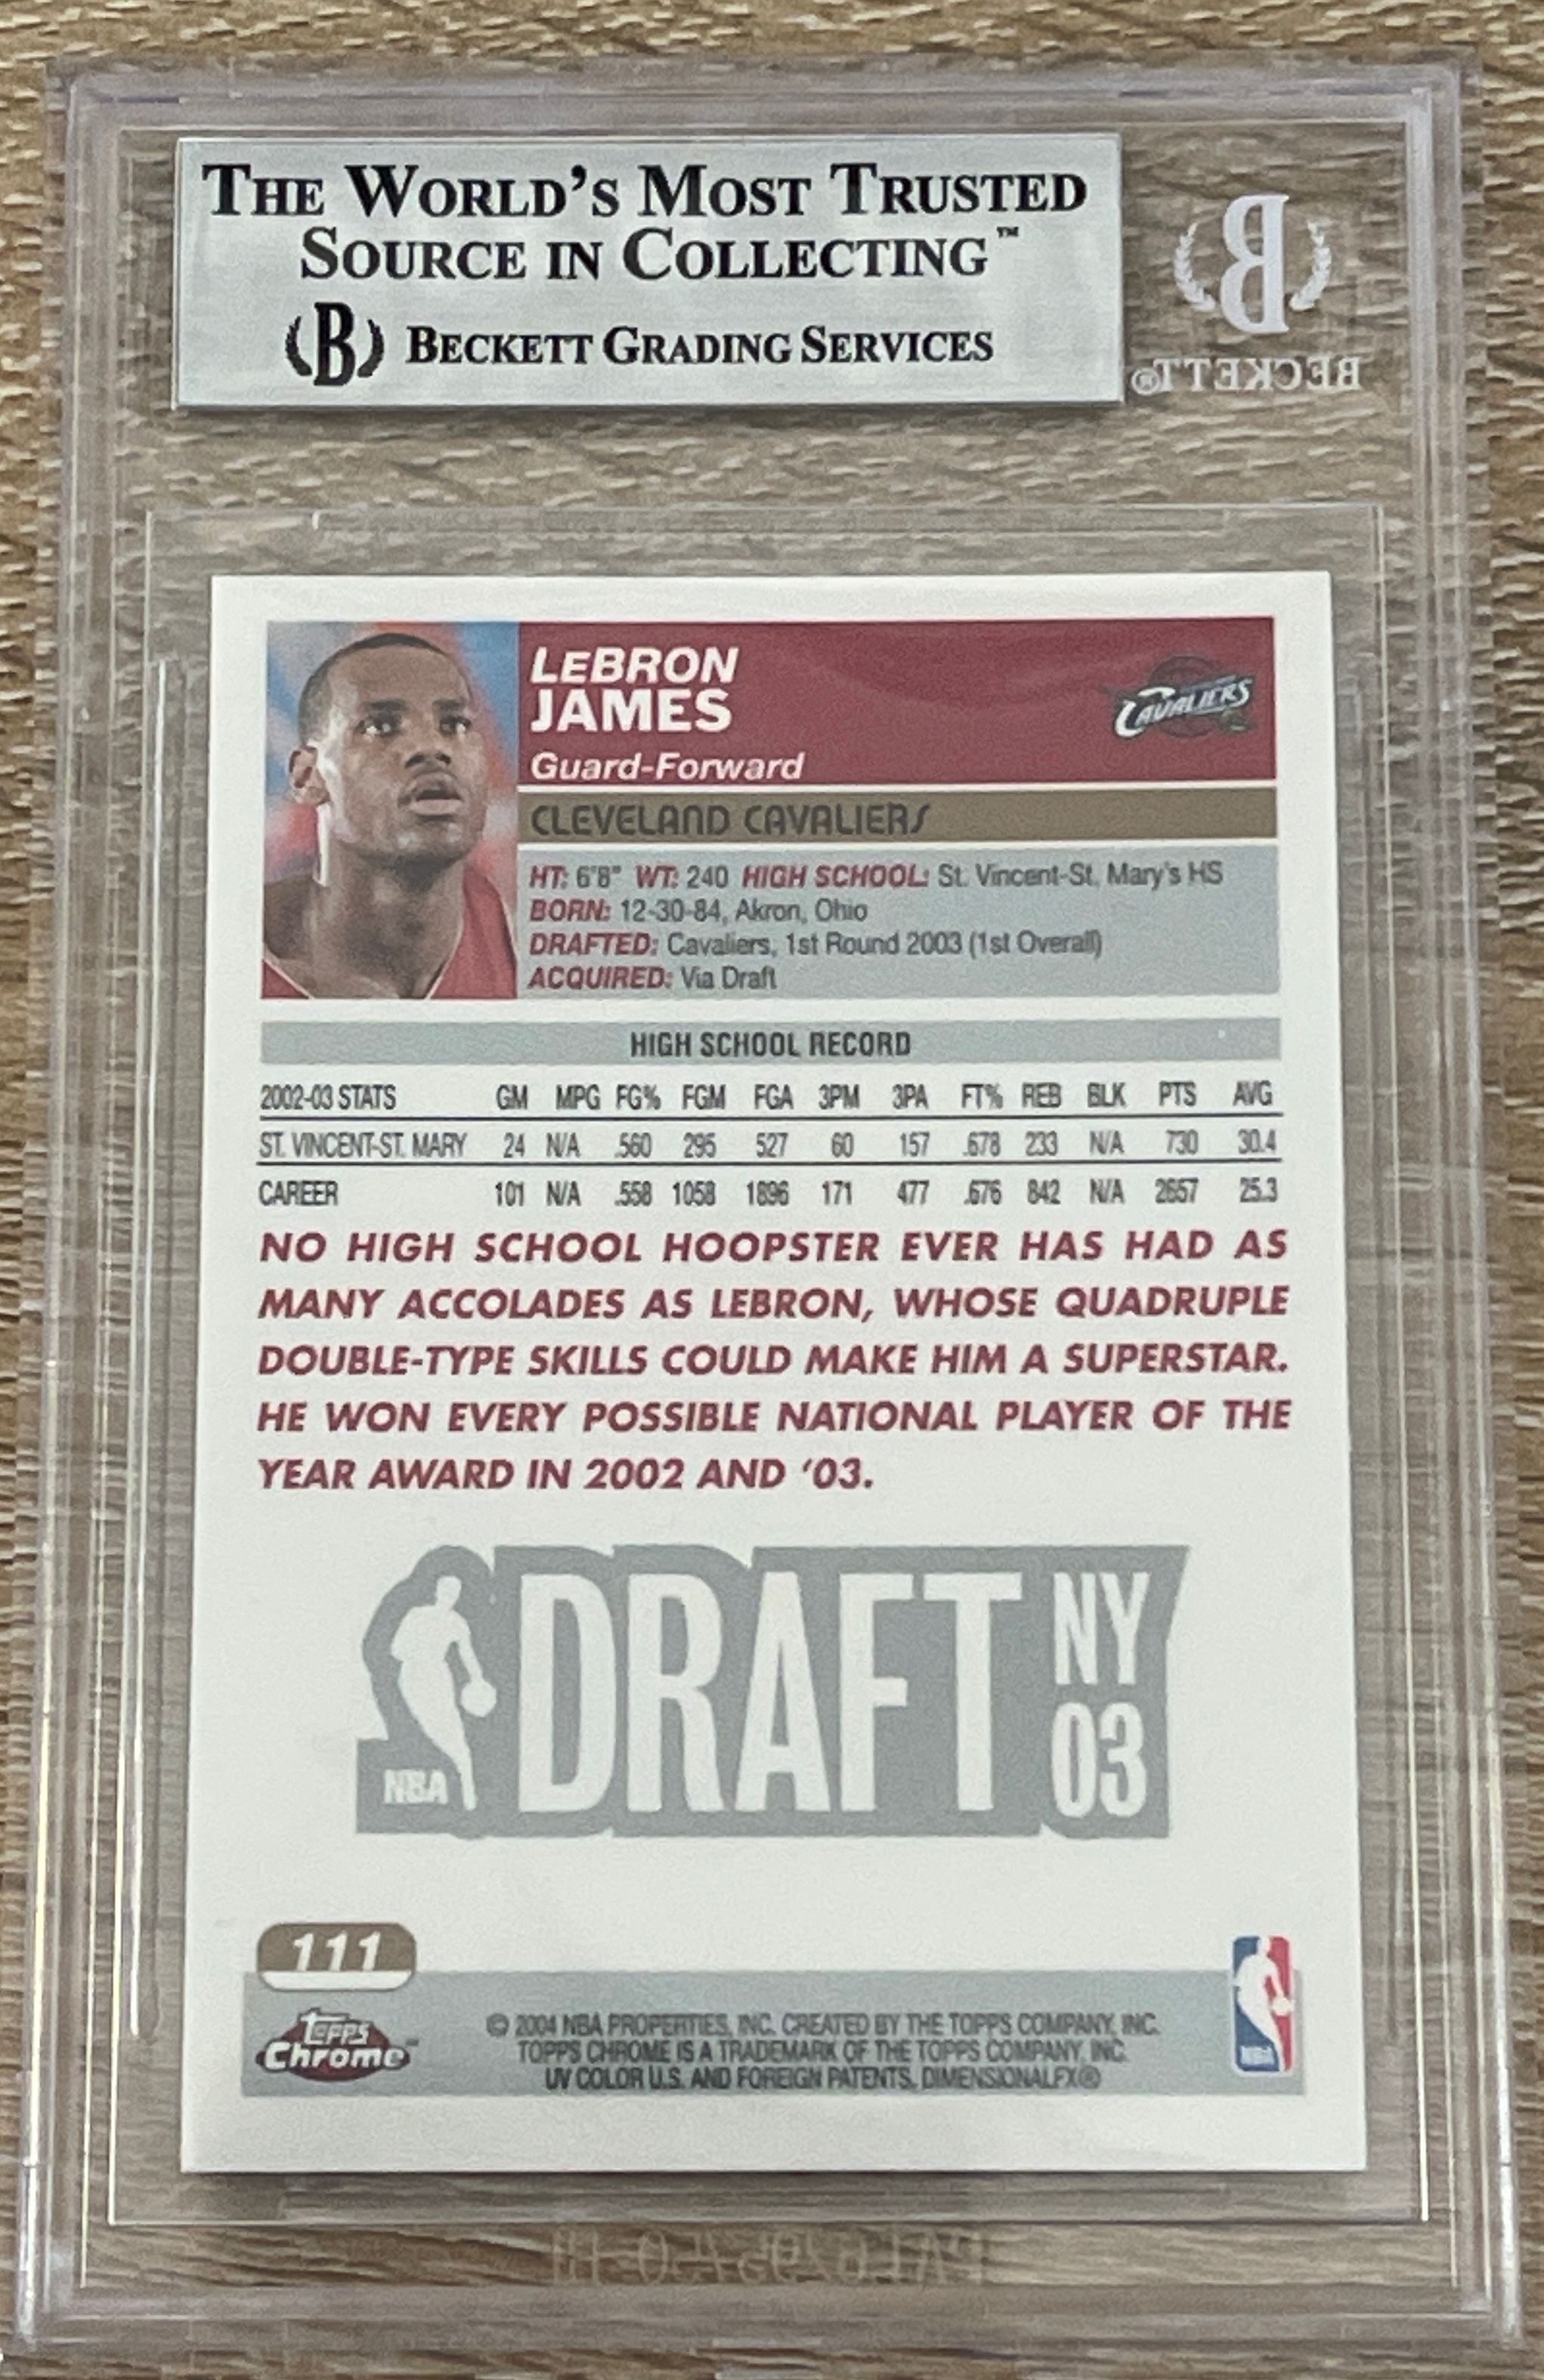 THE WORLD'S MOST TRUSTED
SOURCE IN COLLECTING™
B BECKETT GRADING SERVICES
B
BECKETT®
LEBRON
JAMES
Guard-Forward
CAVALIERS
CLEVELAND CAVALIERS
HT: 6'8" WT: 240 HIGH SCHOOL: St. Vincent-St. Mary's HS
BORN: 12-30-84, Akron, Ohio
DRAFTED: Cavaliers, 1st Round 2003 (1st Overall)
ACQUIRED: Via Draft
HIGH SCHOOL RECORD
2002-03 STATS GM MPG FG% FGM FGA 3PM 3PA FT% REB BLK PTS AVG
ST. VINCENT-ST. MARY 24 N/A .560 295 527 60 157 .678 233 N/A 730 30.4
CAREER 101 N/A .558 1058 1896 171 477 .676 842 N/A 2657 25.3
NO HIGH SCHOOL HOOPSTER EVER HAS HAD AS
MANY ACCOLADES AS LEBRON, WHOSE QUADRUPLE
DOUBLE-TYPE SKILLS COULD MAKE HIM A SUPERSTAR.
HE WON EVERY POSSIBLE NATIONAL PLAYER OF THE
YEAR AWARD IN 2002 AND '03.
NBA DRAFT NY
03
111
TOPPS
Chrome™
© 2004 NBA PROPERTIES, INC. CREATED BY THE TOPPS COMPANY, INC.
TOPPS CHROME IS A TRADEMARK OF THE TOPPS COMPANY, INC.
UV COLOR U.S. AND FOREIGN PATENTS, DIMENSIONALFX®
NBA